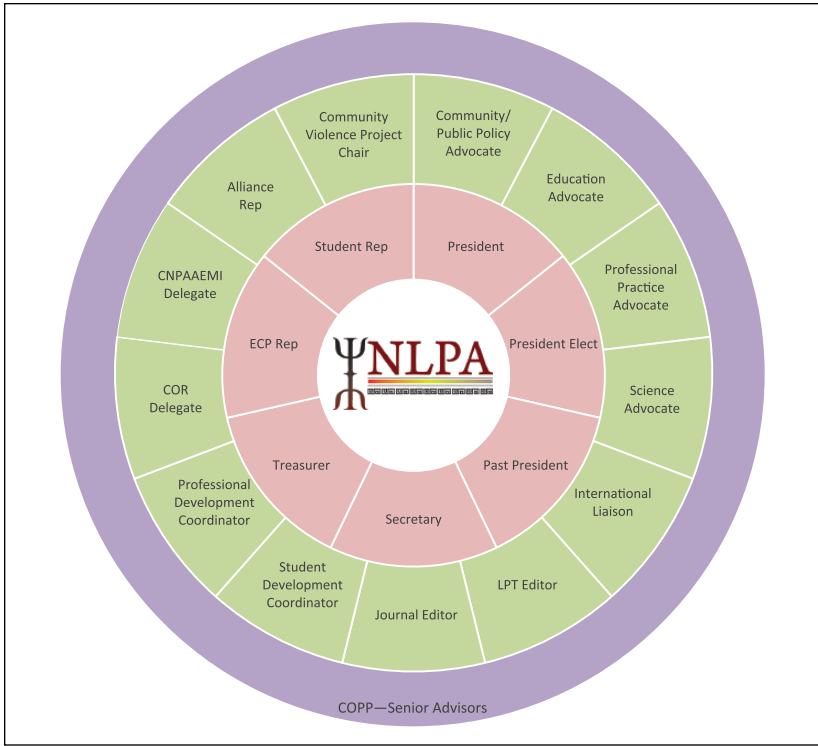 Community
Violence Project
Chair
Community/
Public Policy
Advocate
Education
Advocate
Professional
Practice
Advocate
Science
Advocate
International
Liaison
LPT Editor
Journal Editor
Student
Development
Coordinator
Professional
Development
Coordinator
COR
Delegate
CNPAAEMI
Delegate
Alliance
Rep
Student Rep
President
President Elect
Past President
Secretary
Treasurer
ECP Rep
NLPA
COPP—Senior Advisors